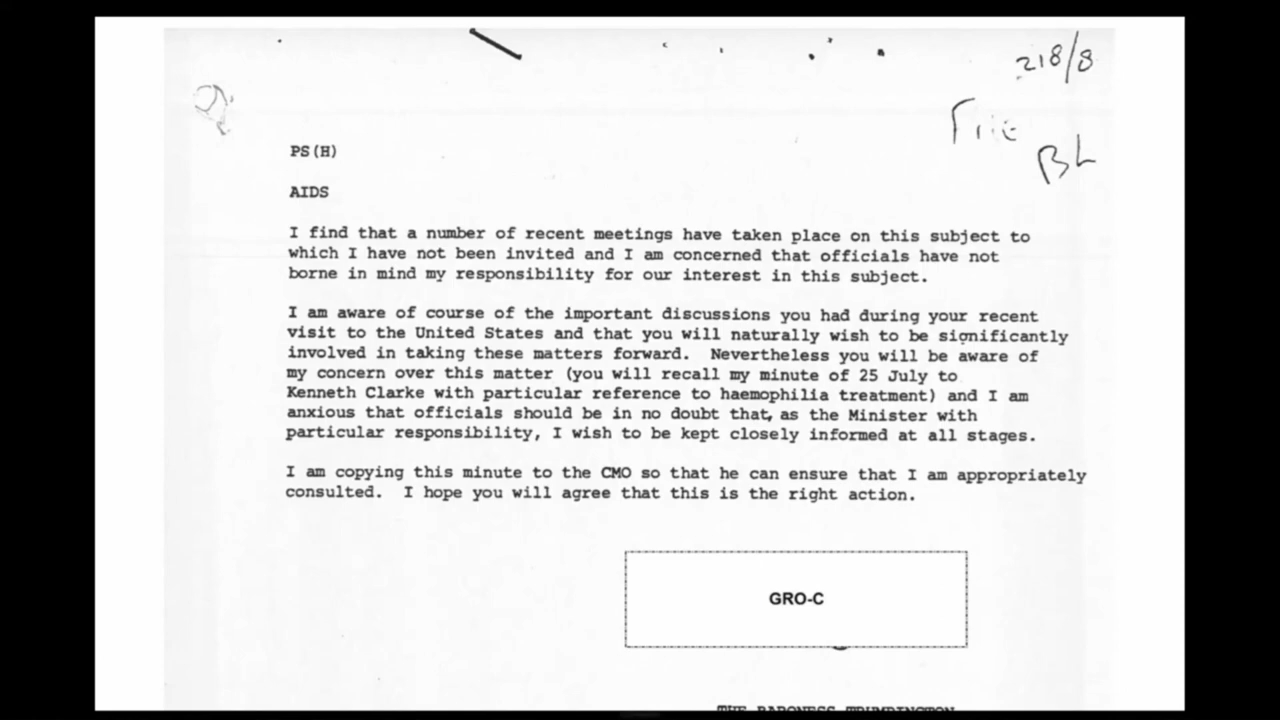 218/8
File
BL
PS(H)
AIDS
I find that a number of recent meetings have taken place on this subject to
which I have not been invited and I am concerned that officials have not
borne in mind my responsibility for our interest in this subject.
I am aware of course of the important discussions you had during your recent
visit to the United States and that you will naturally wish to be significantly
involved in taking these matters forward. Nevertheless you will be aware of
my concern over this matter (you will recall my minute of 25 July to
Kenneth Clarke with particular reference to haemophilia treatment) and I am
anxious that officials should be in no doubt that, as the Minister with
particular responsibility, I wish to be kept closely informed at all stages.
I am copying this minute to the CMO so that he can ensure that I am appropriately
consulted. I hope you will agree that this is the right action.
GRO-C
THE BARONESS TRUMPINGTON